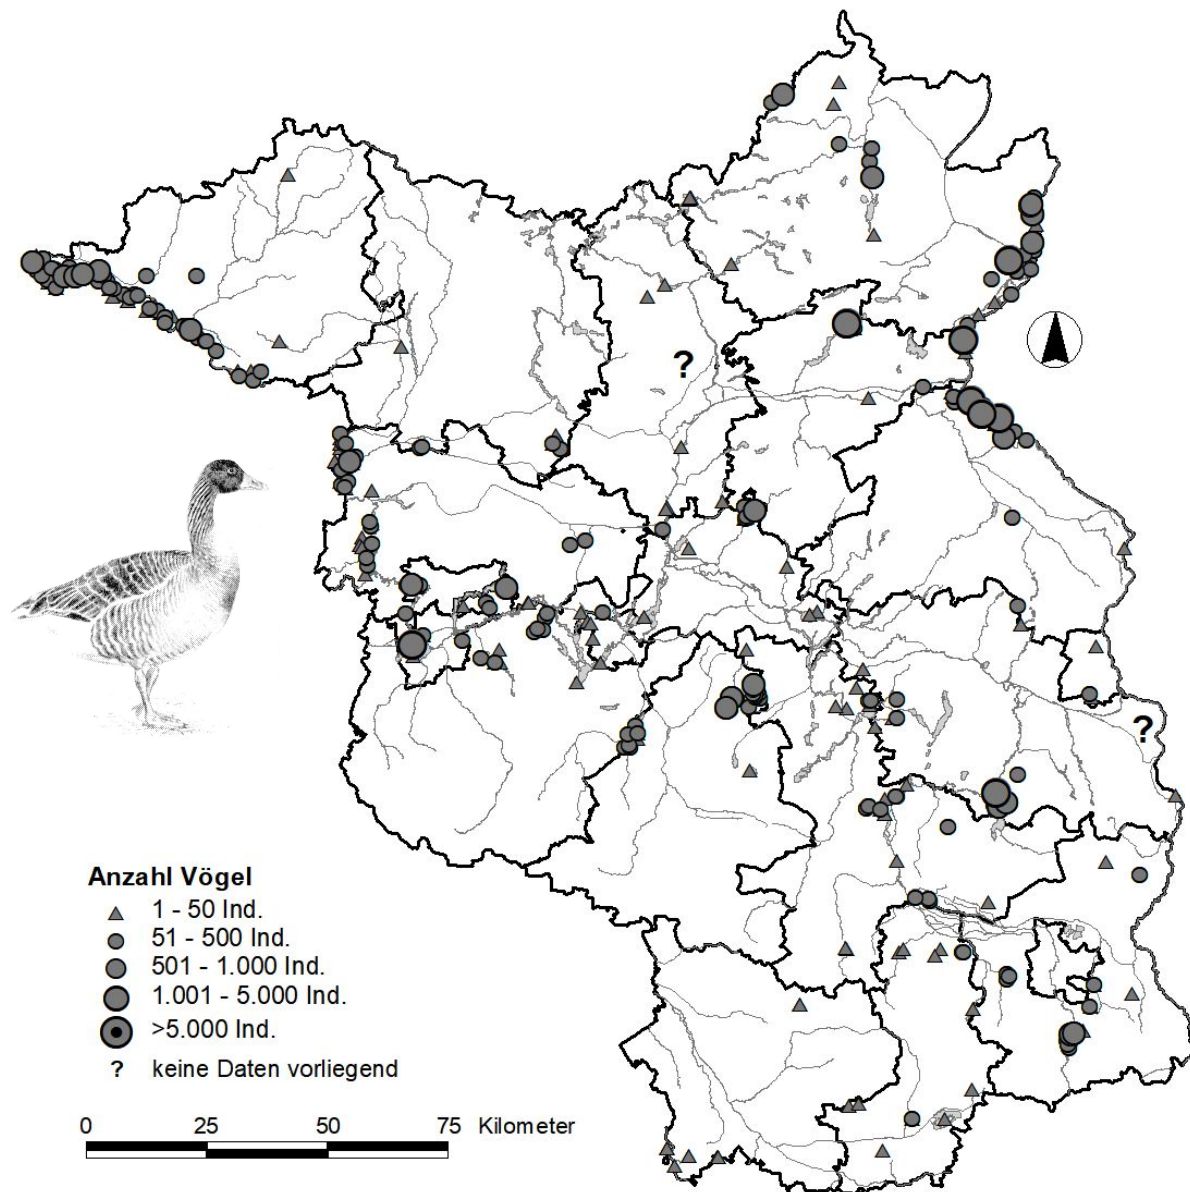 ?
?
Anzahl Vögel
1 - 50 Ind.
51 - 500 Ind.
501 - 1.000 Ind.
1.001 - 5.000 Ind.
>5.000 Ind.
? keine Daten vorliegend
0 25 50 75 Kilometer